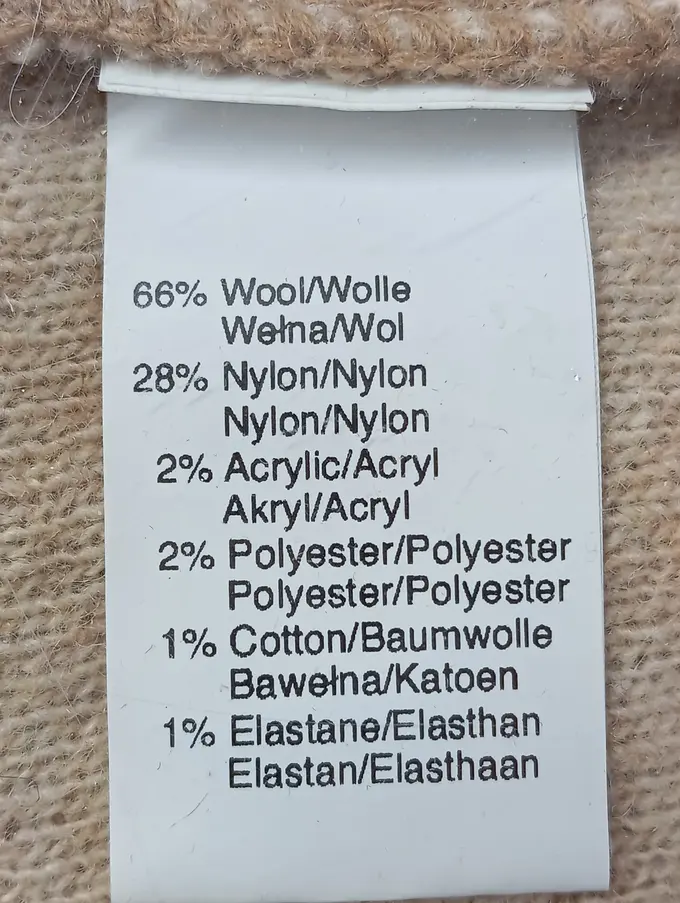 66% Wool/Wolle
Wełna/Wol
28% Nylon/Nylon
Nylon/Nylon
2% Acrylic/Acryl
Akryl/Acryl
2% Polyester/Polyester
Polyester/Polyester
1% Cotton/Baumwolle
Bawełna/Katoen
1% Elastane/Elasthan
Elastan/Elasthaan